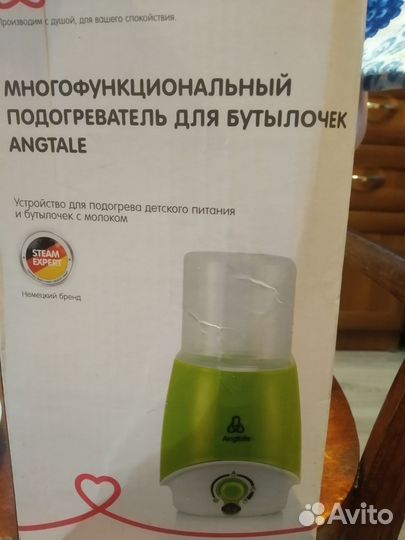 Производим с душой, для вашего спокойствия.
МНОГОФУНКЦИОНАЛЬНЫЙ
ПОДОГРЕВАТЕЛЬ ДЛЯ БУТЫЛОЧЕК
ANGTALE
Устройство для подогрева детского питания
и бутылочек с молоком
STEAM
EXPERT
Немецкий бренд
Angtale
Avito